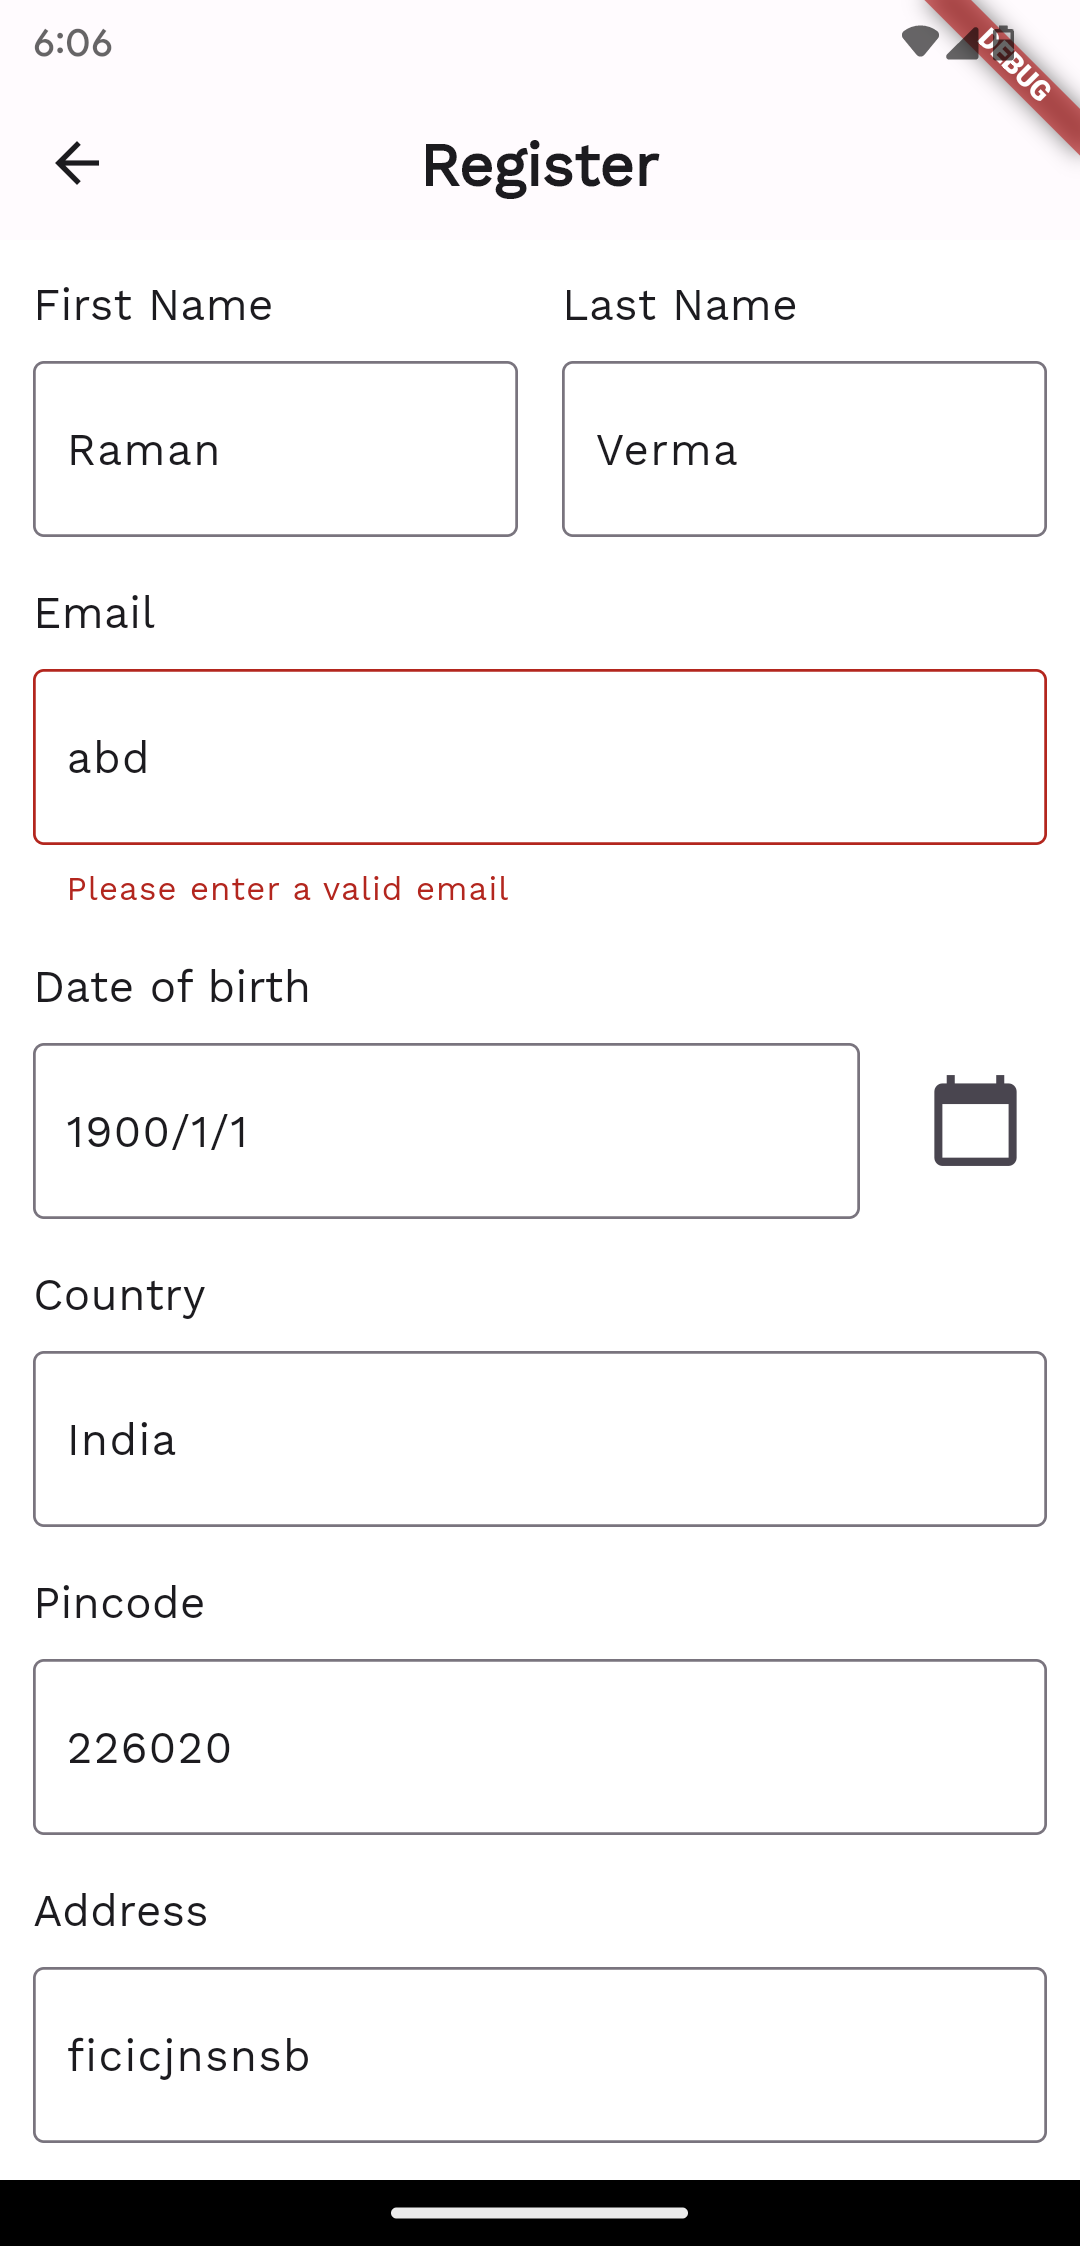 6:06
DEBUG
Register
First Name Last Name
Raman Verma
Email
abd
Please enter a valid email
Date of birth
1900/1/1
Country
India
Pincode
226020
Address
ficicjnsnsb